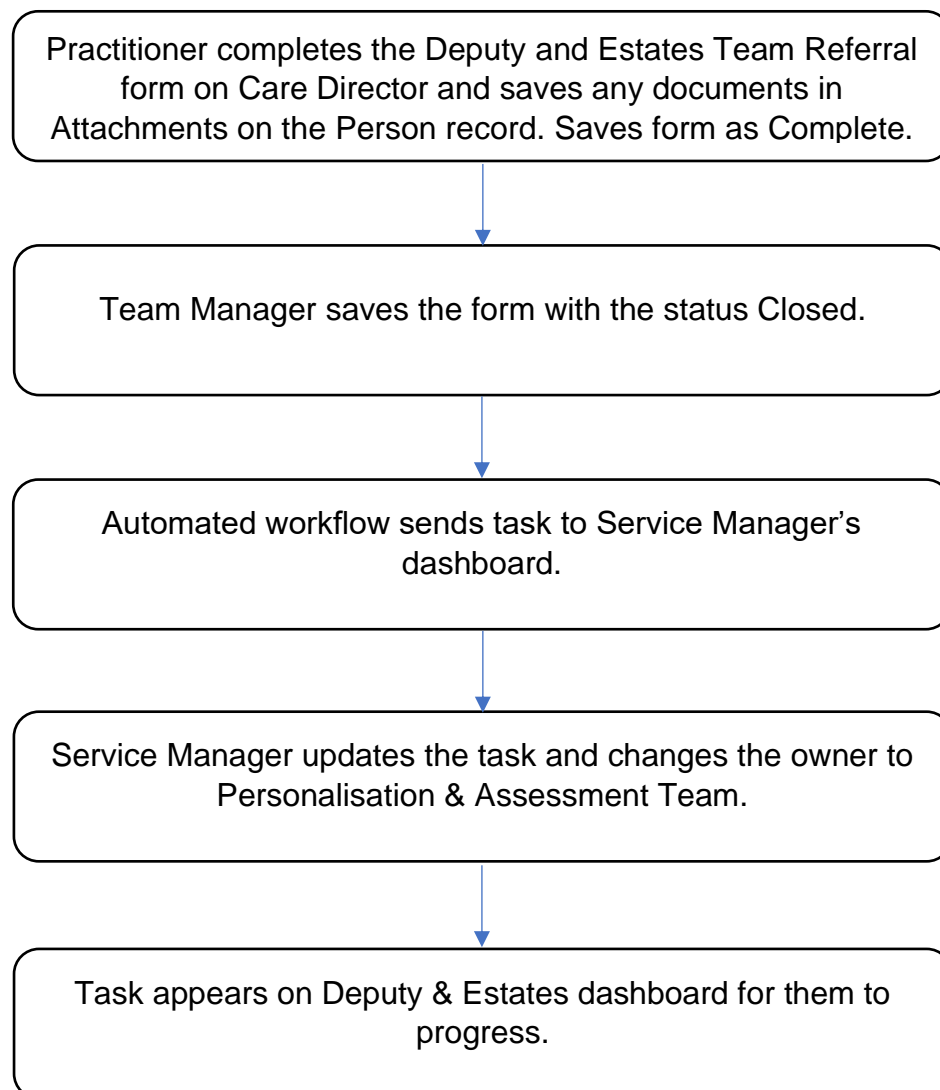 Practitioner completes the Deputy and Estates Team Referral
form on Care Director and saves any documents in
Attachments on the Person record. Saves form as Complete.
Team Manager saves the form with the status Closed.
Automated workflow sends task to Service Manager’s
dashboard.
Service Manager updates the task and changes the owner to
Personalisation & Assessment Team.
Task appears on Deputy & Estates dashboard for them to
progress.